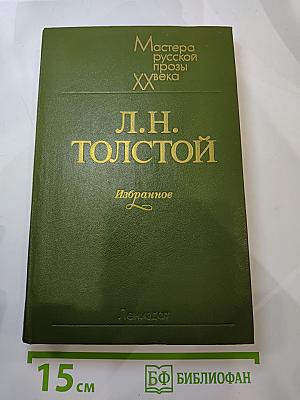 Мастера
русской
прозы
XX века
Л.Н.
ТОЛСТОЙ
Избранное
Лениздат
15 см
БФ БИБЛИОФАН